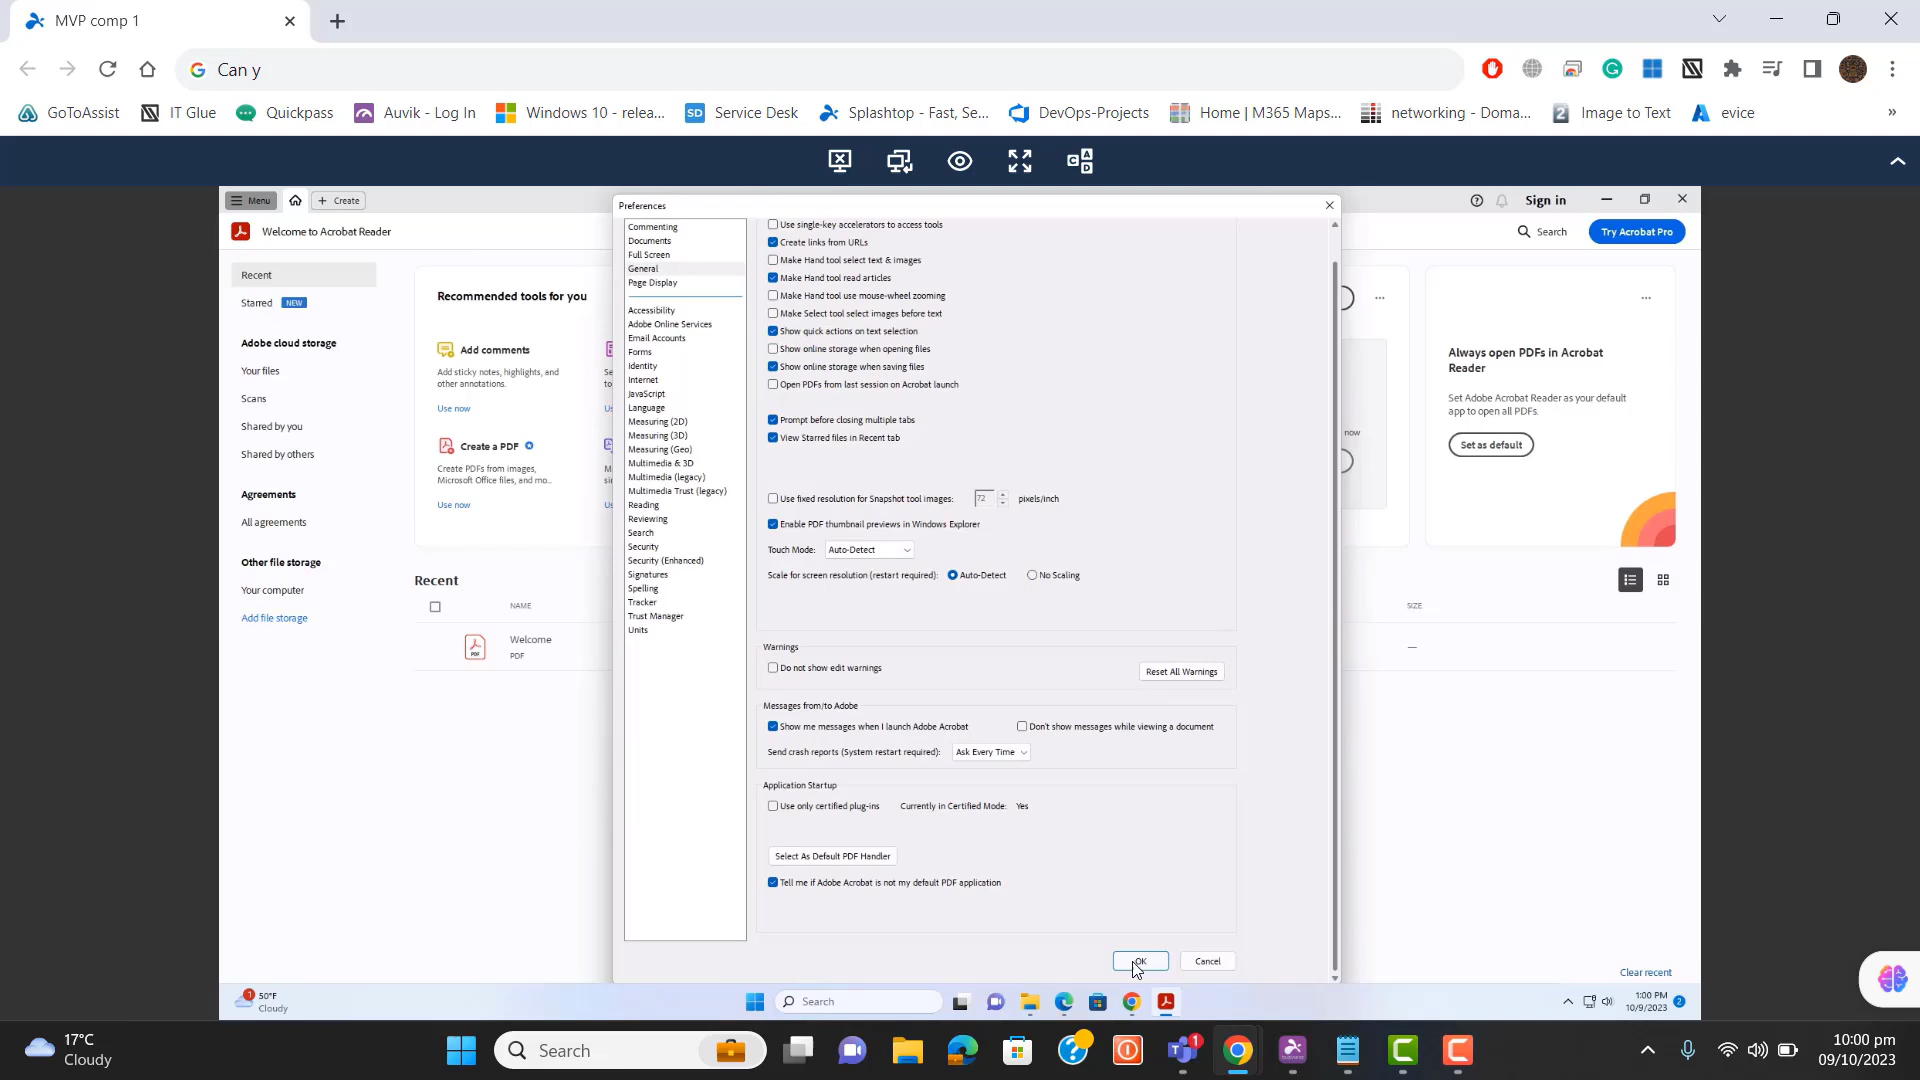 MVP comp 1
Can y
GoToAssist
IT Glue
Quickpass
Auvik - Log In
Windows 10 - relea...
SD Service Desk
Splashtop - Fast, Se...
DevOps-Projects
Home | M365 Maps...
networking - Doma...
2 Image to Text
evice
»
Menu
Create
Sign in
Welcome to Acrobat Reader
Search
Try Acrobat Pro
Recent
Starred NEW
Adobe cloud storage
Your files
Scans
Shared by you
Shared by others
Agreements
All agreements
Other file storage
Your computer
Add file storage
Recommended tools for you
Add comments
Add sticky notes, highlights, and
other annotations.
Use now
Create a PDF
Create PDFs from images,
Microsoft Office files, and mo...
Use now
Recent
NAME
Welcome
PDF
PDF
Preferences
Commenting
Documents
Full Screen
General
Page Display
Accessibility
Adobe Online Services
Email Accounts
Forms
Identity
Internet
JavaScript
Language
Measuring (2D)
Measuring (3D)
Measuring (Geo)
Multimedia & 3D
Multimedia (legacy)
Multimedia Trust (legacy)
Reading
Reviewing
Search
Security
Security (Enhanced)
Signatures
Spelling
Tracker
Trust Manager
Units
Use single-key accelerators to access tools
Create links from URLs
Make Hand tool select text & images
Make Hand tool read articles
Make Hand tool use mouse-wheel zooming
Make Select tool select images before text
Show quick actions on text selection
Show online storage when opening files
Show online storage when saving files
Open PDFs from last session on Acrobat launch
Prompt before closing multiple tabs
View Starred files in Recent tab
Use fixed resolution for Snapshot tool images: 72 pixels/inch
Enable PDF thumbnail previews in Windows Explorer
Touch Mode: Auto-Detect
Scale for screen resolution (restart required): Auto-Detect No Scaling
Warnings
Do not show edit warnings
Reset All Warnings
Messages from/to Adobe
Show me messages when I launch Adobe Acrobat Don't show messages while viewing a document
Send crash reports (System restart required): Ask Every Time
Application Startup
Use only certified plug-ins Currently in Certified Mode: Yes
Select As Default PDF Handler
Tell me if Adobe Acrobat is not my default PDF application
OK
Cancel
now
Always open PDFs in Acrobat
Reader
Set Adobe Acrobat Reader as your default
app to open all PDFs.
Set as default
SIZE
—
Clear recent
1
50°F
Cloudy
Search
1:00 PM
10/9/2023
2
17°C
Cloudy
Search
1
10:00 pm
09/10/2023